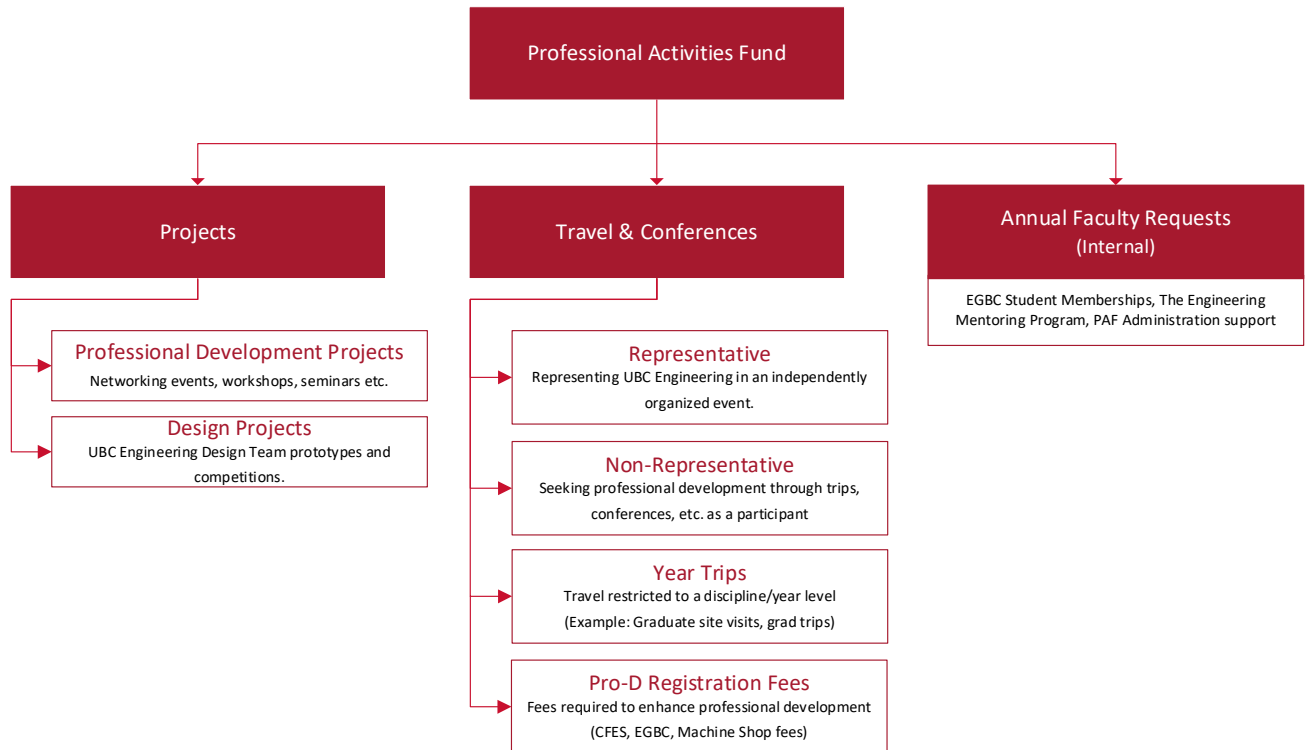 Professional Activities Fund
Projects
Professional Development Projects
Networking events, workshops, seminars etc.
Design Projects
UBC Engineering Design Team prototypes and
competitions.
Travel & Conferences
Representative
Representing UBC Engineering in an independently
organized event.
Non-Representative
Seeking professional development through trips,
conferences, etc. as a participant
Year Trips
Travel restricted to a discipline/year level
(Example: Graduate site visits, grad trips)
Pro-D Registration Fees
Fees required to enhance professional development
(CFES, EGBC, Machine Shop fees)
Annual Faculty Requests
(Internal)
EGBC Student Memberships, The Engineering
Mentoring Program, PAF Administration support